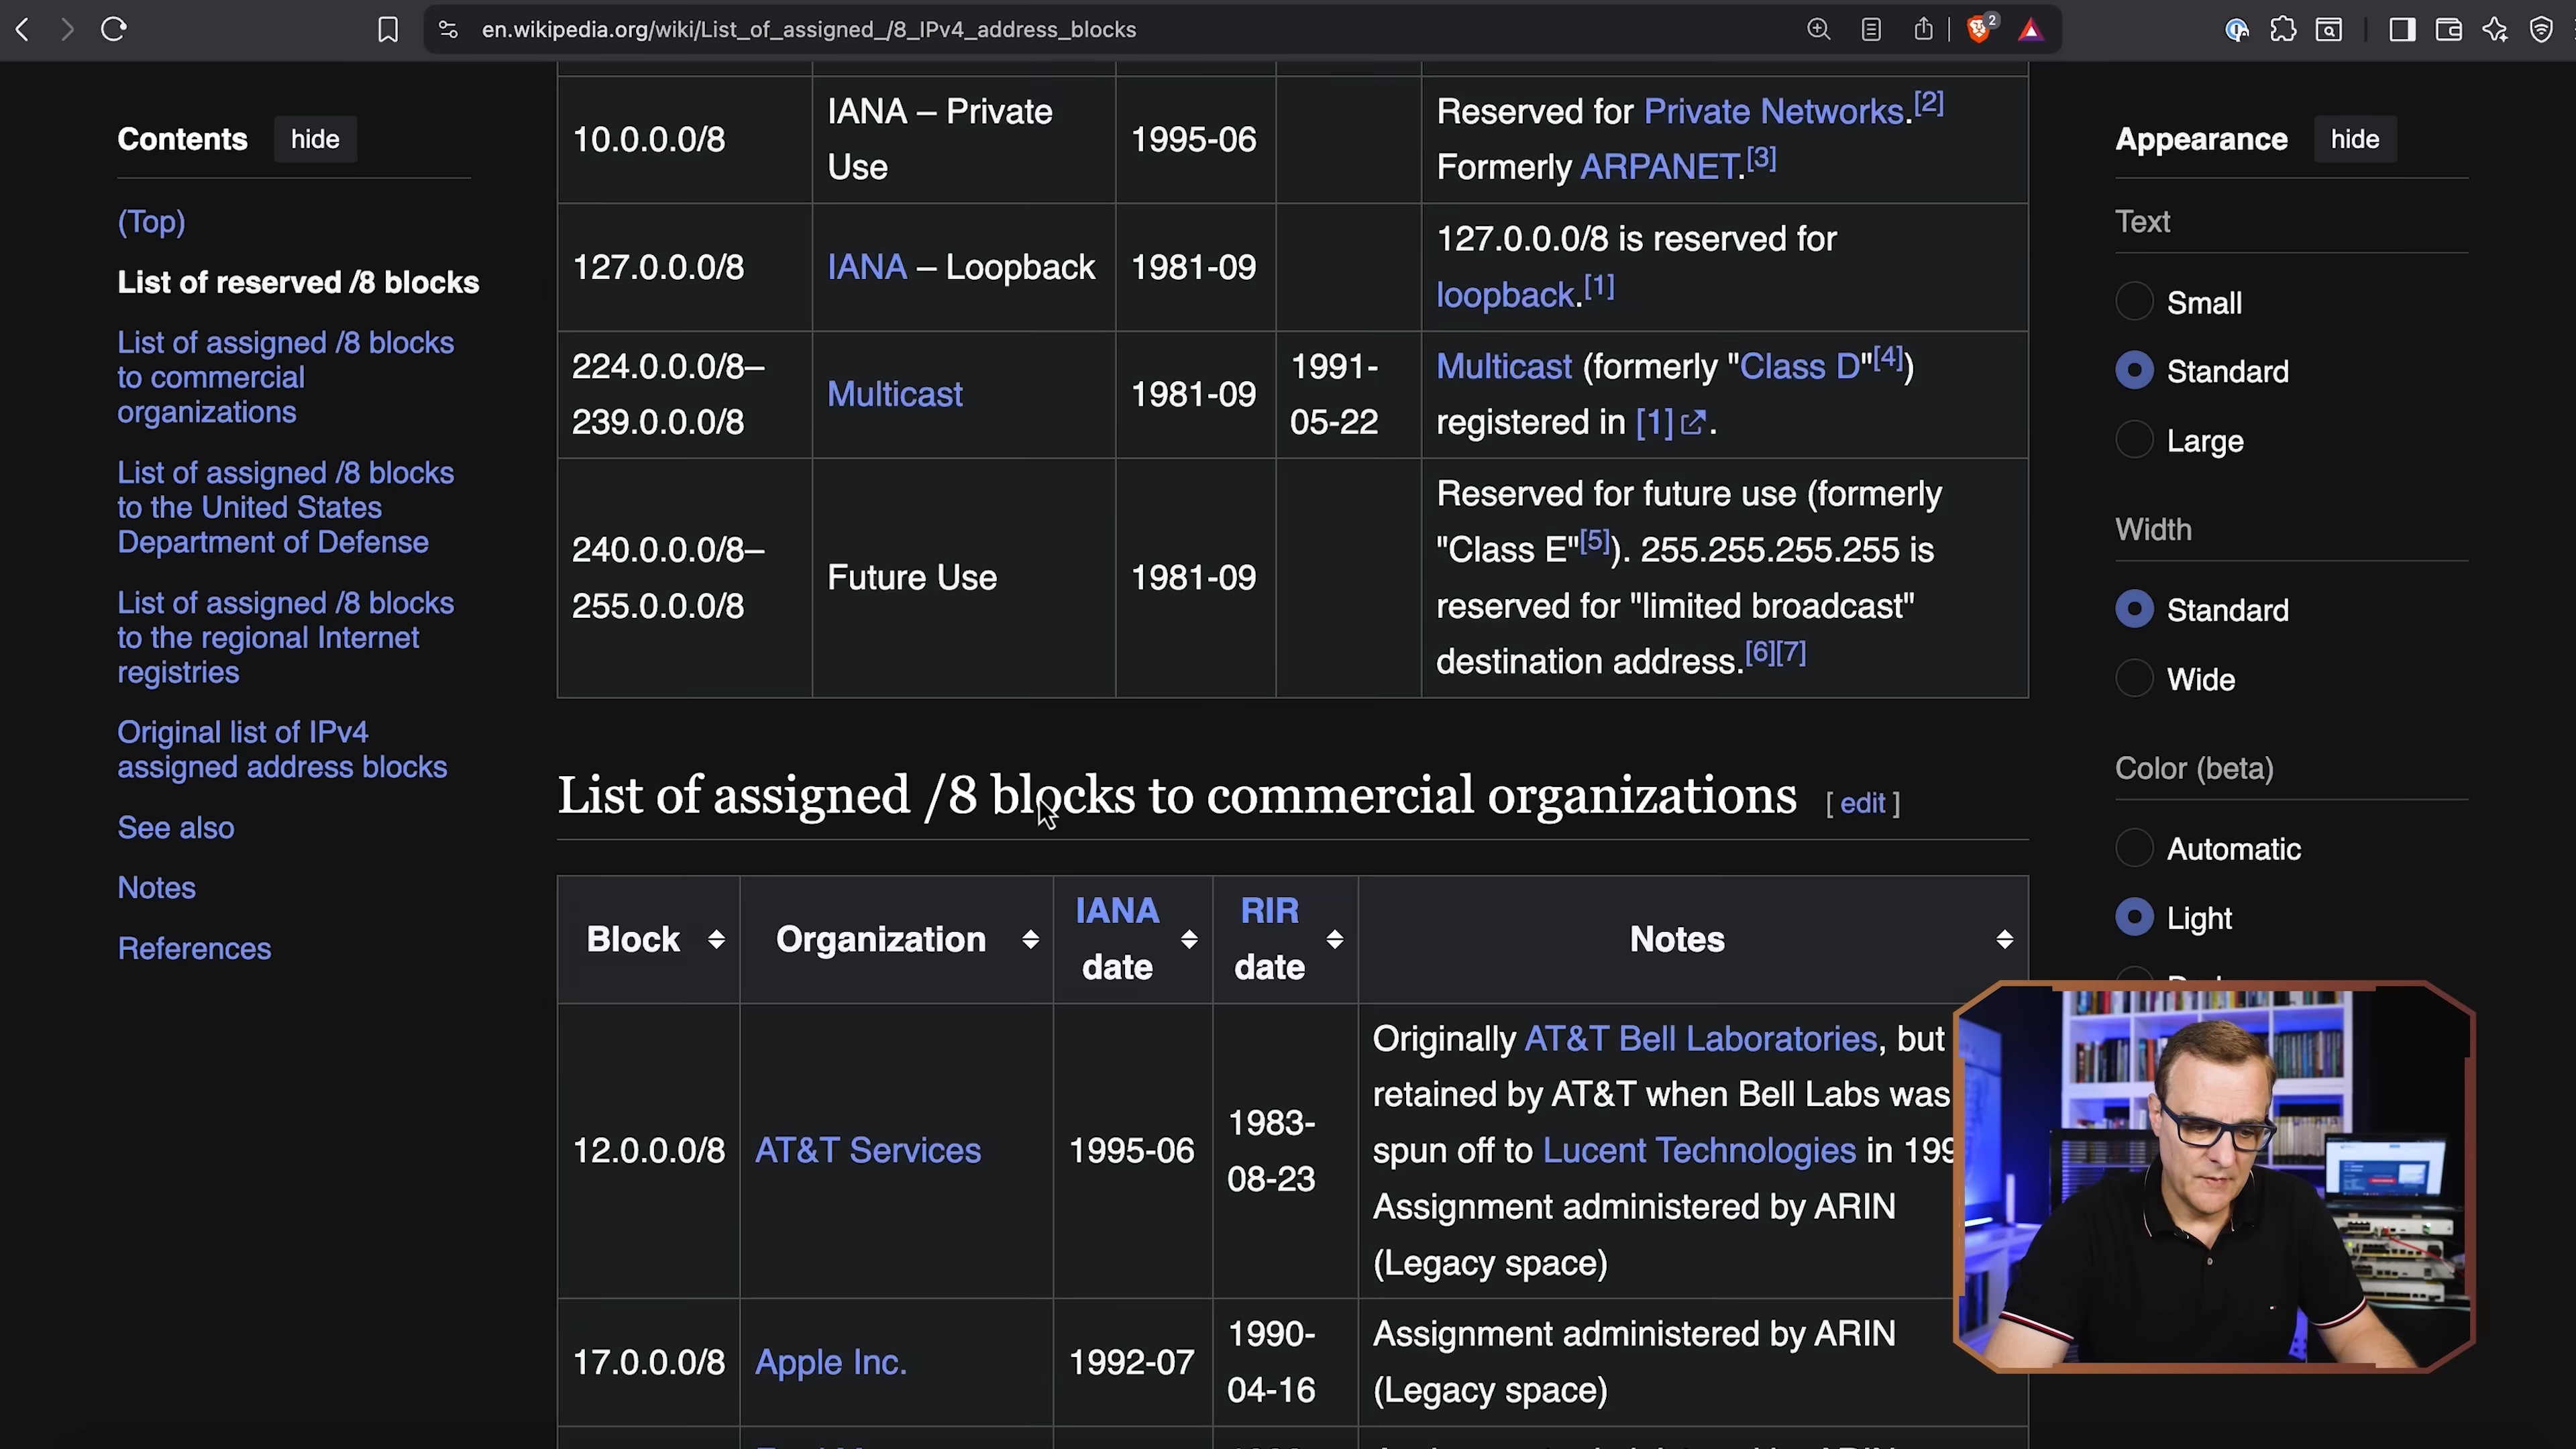 en.wikipedia.org/wiki/List_of_assigned_/8_IPv4_address_blocks
2
Contents
hide
(Top)
List of reserved /8 blocks
List of assigned /8 blocks
to commercial
organizations
List of assigned /8 blocks
to the United States
Department of Defense
List of assigned /8 blocks
to the regional Internet
registries
Original list of IPv4
assigned address blocks
See also
Notes
References
10.0.0.0/8
IANA – Private
Use
1995-06
Reserved for Private Networks.[2]
Formerly ARPANET.[3]
127.0.0.0/8
IANA – Loopback
1981-09
127.0.0.0/8 is reserved for
loopback.[1]
224.0.0.0/8–
239.0.0.0/8
Multicast
1981-09
1991-
05-22
Multicast (formerly "Class D"[4])
registered in [1].
240.0.0.0/8–
255.0.0.0/8
Future Use
1981-09
Reserved for future use (formerly
"Class E"[5]). 255.255.255.255 is
reserved for "limited broadcast"
destination address.[6][7]
List of assigned /8 blocks to commercial organizations [ edit ]
Block
Organization
IANA
date
RIR
date
Notes
12.0.0.0/8
AT&T Services
1995-06
1983-
08-23
Originally AT&T Bell Laboratories, but
retained by AT&T when Bell Labs was
spun off to Lucent Technologies in 199
Assignment administered by ARIN
(Legacy space)
17.0.0.0/8
Apple Inc.
1992-07
1990-
04-16
Assignment administered by ARIN
(Legacy space)
Appearance
hide
Text
Small
Standard
Large
Width
Standard
Wide
Color (beta)
Automatic
Light